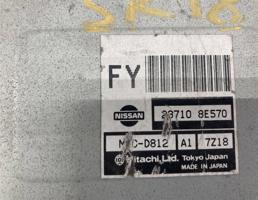 SR18
FY
NISSAN
23710 8E570
MEC-D812 A1 7Z18
Hitachi, Ltd. Tokyo Japan
MADE IN JAPAN